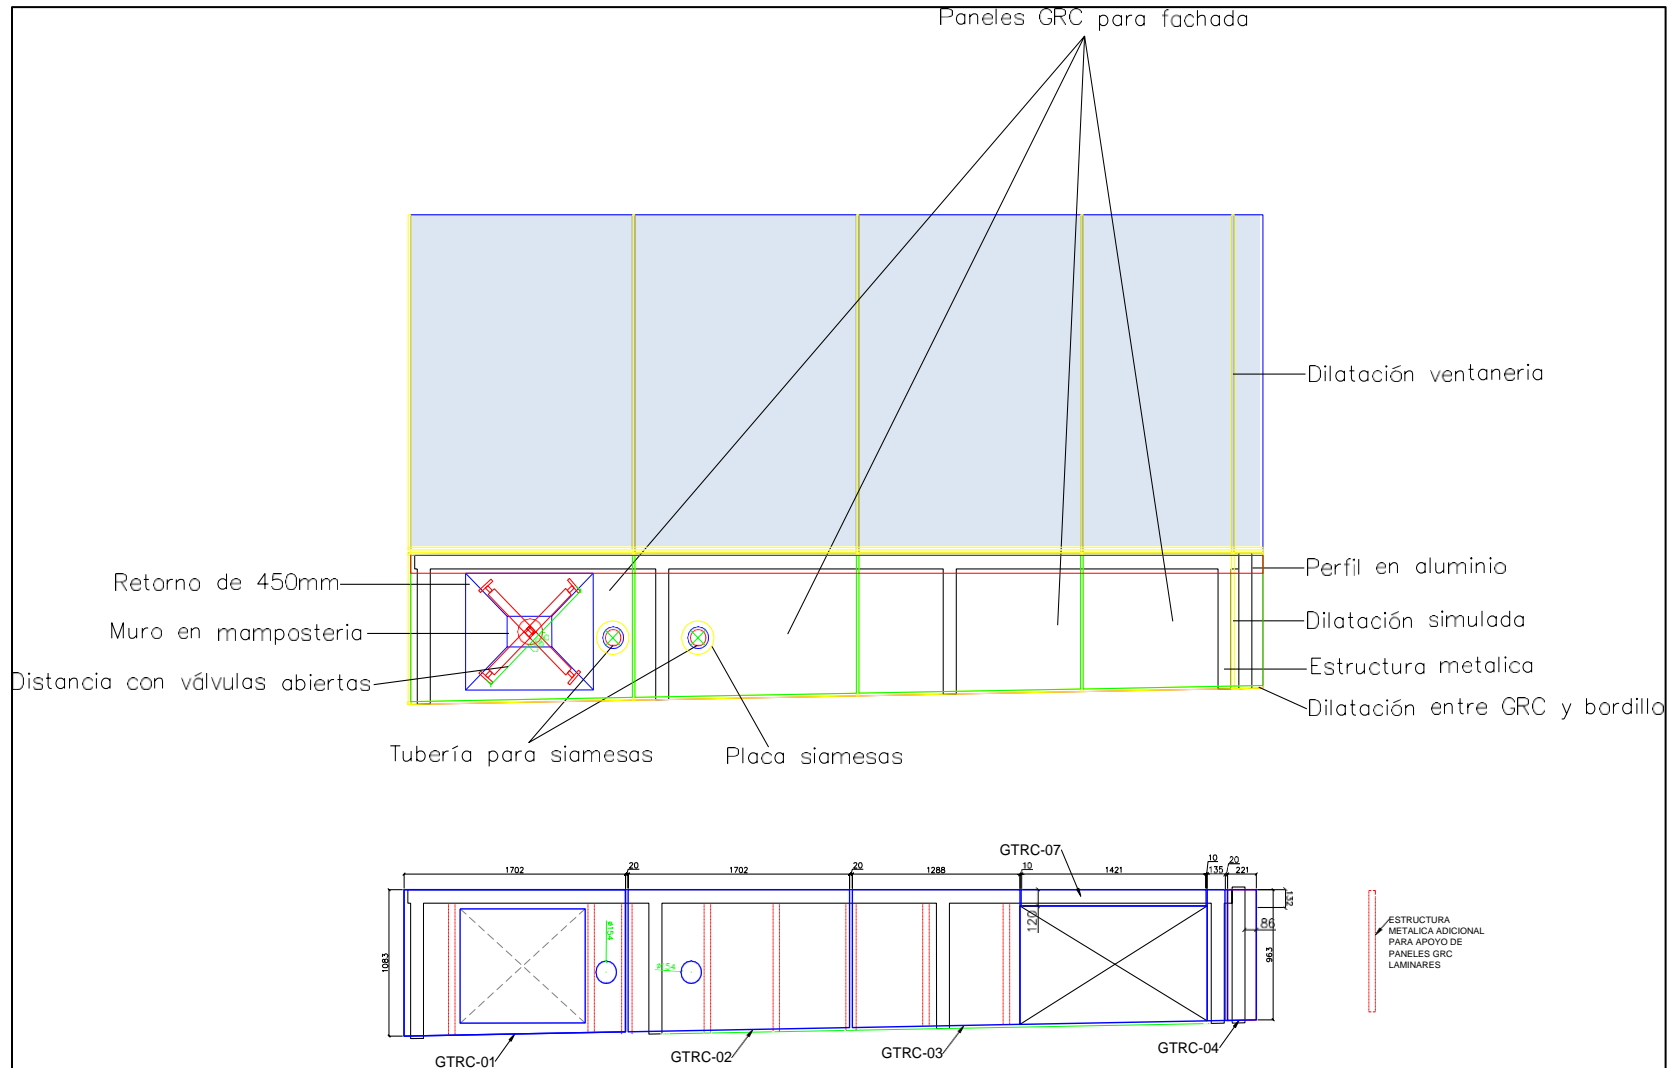 Paneles GRC para fachada
Dilatación ventaneria
Retorno de 450mm
Perfil en aluminio
Muro en mamposteria
Dilatación simulada
Distancia con válvulas abiertas
Estructura metalica
Dilatación entre GRC y bordillo
Tubería para siamesas
Placa siamesas
GTRC-07
1702
20
1702
20
1288
10
1421
10
135
20
221
120
132
86
1083
963
ø154
ESTRUCTURA
METALICA ADICIONAL
PARA APOYO DE
PANELES GRC
LAMINARES
GTRC-01
GTRC-02
GTRC-03
GTRC-04